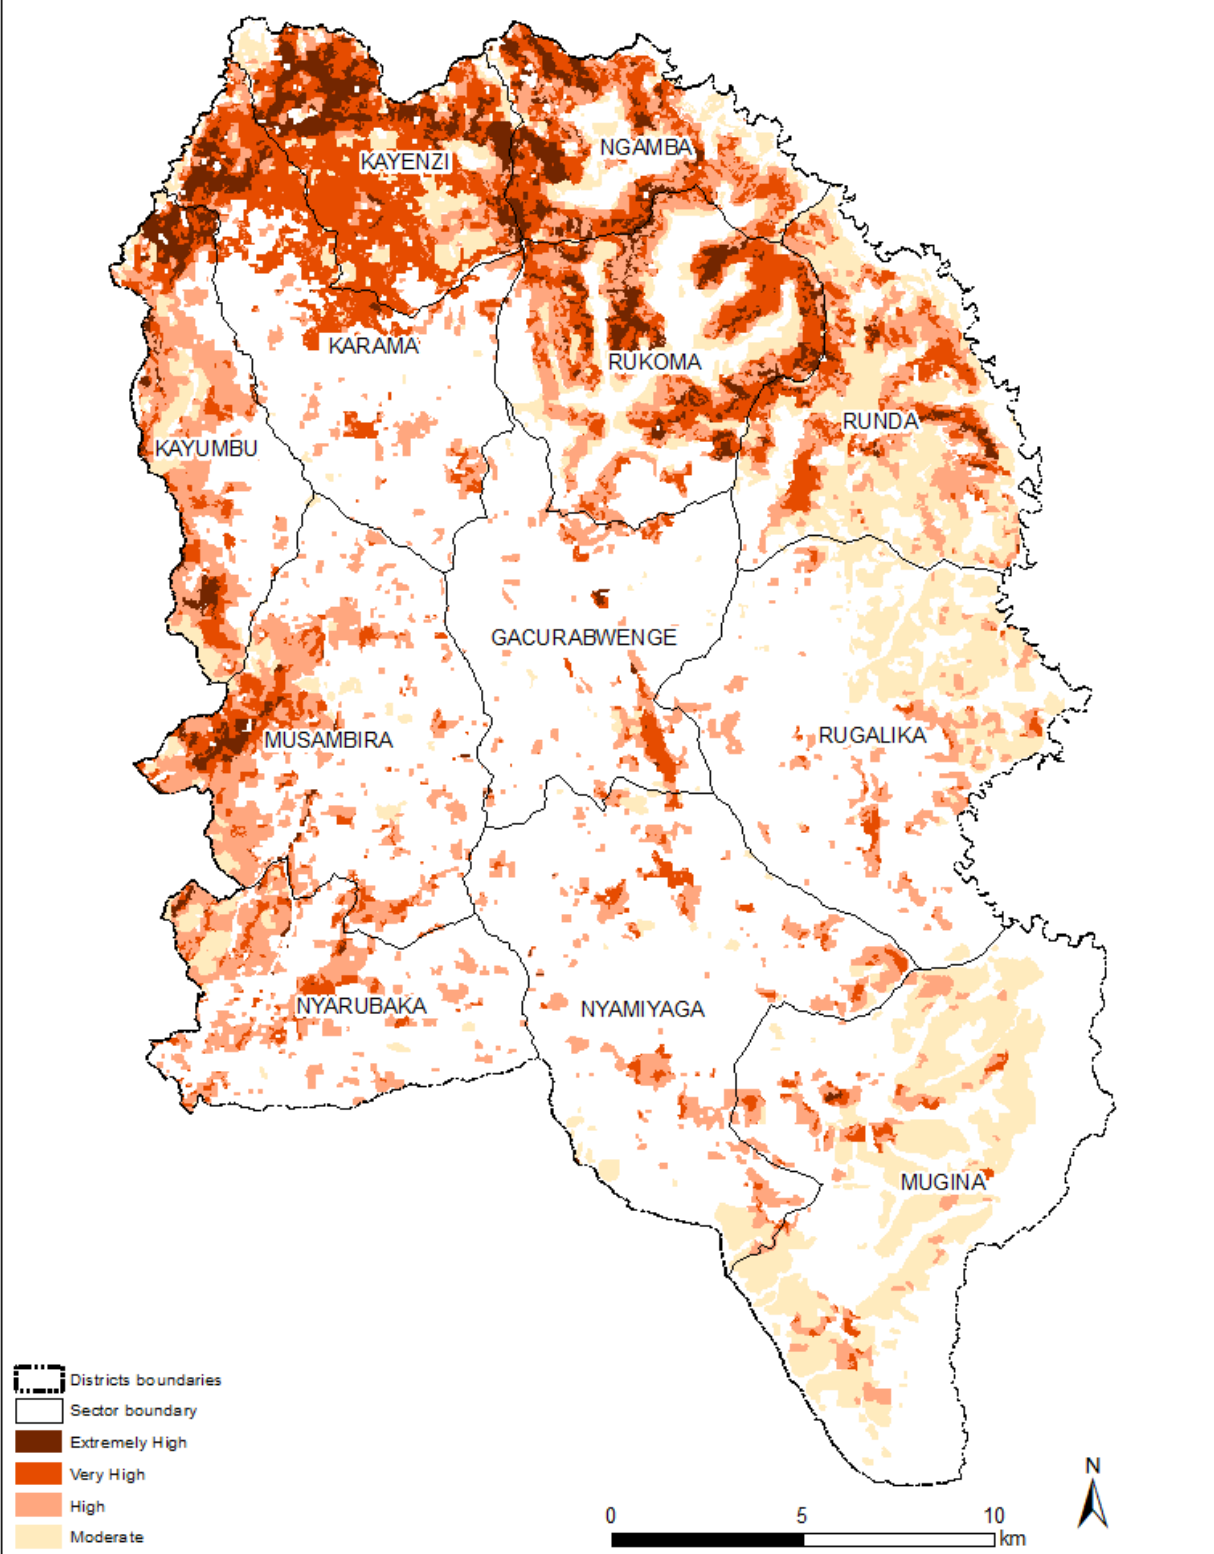 NGAMBA
KAYENZI
KARAMA
RUKOMA
RUNDA
KAYUMBU
GACURABWENGE
RUGALIKA
MUSAMBIRA
NYARUBAKA
NYAMIYAGA
MUGINA
Districts boundaries
Sector boundary
Extremely High
Very High
High
Moderate
N
0 5 10
km